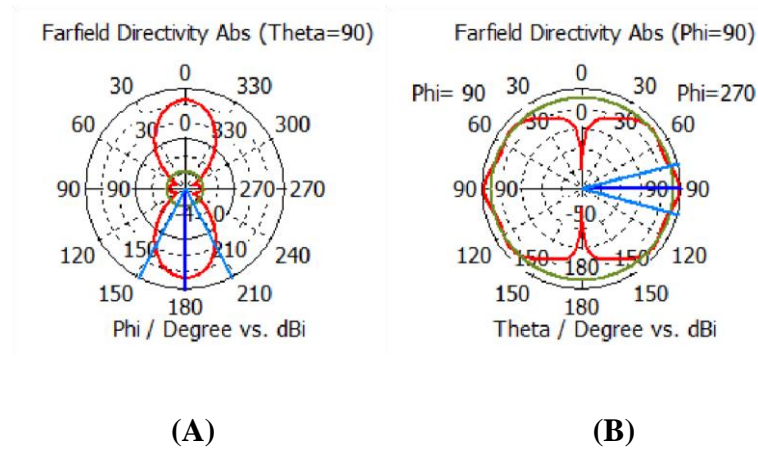 Farfield Directivity Abs (Theta=90)
0
30 330
60 300
90 270
120 240
150 210
180
30 0 330
90 270
150 210
Phi / Degree vs. dBi
Farfield Directivity Abs (Phi=90)
Phi= 90 0 Phi=270
30 30
60 60
90 90
120 120
150 150
180
30 0 30
90 90
-50
150 180 150
Theta / Degree vs. dBi
(A) (B)